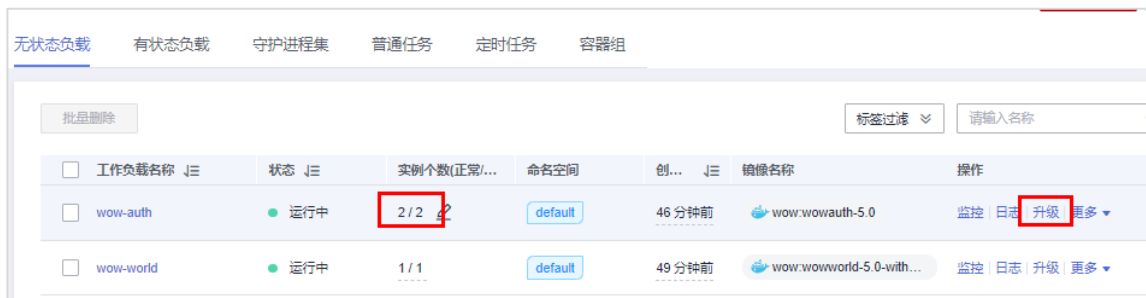 无状态负载 有状态负载 守护进程集 普通任务 定时任务 容器组
批量删除 标签过滤 请输入名称
工作负载名称 状态 实例个数(正常/... 命名空间 创... 镜像名称 操作
wow-auth 运行中 2 / 2 default 46 分钟前 wow:wowauth-5.0 监控 日志 升级 更多
wow-world 运行中 1 / 1 default 49 分钟前 wow:wowworld-5.0-with... 监控 日志 升级 更多